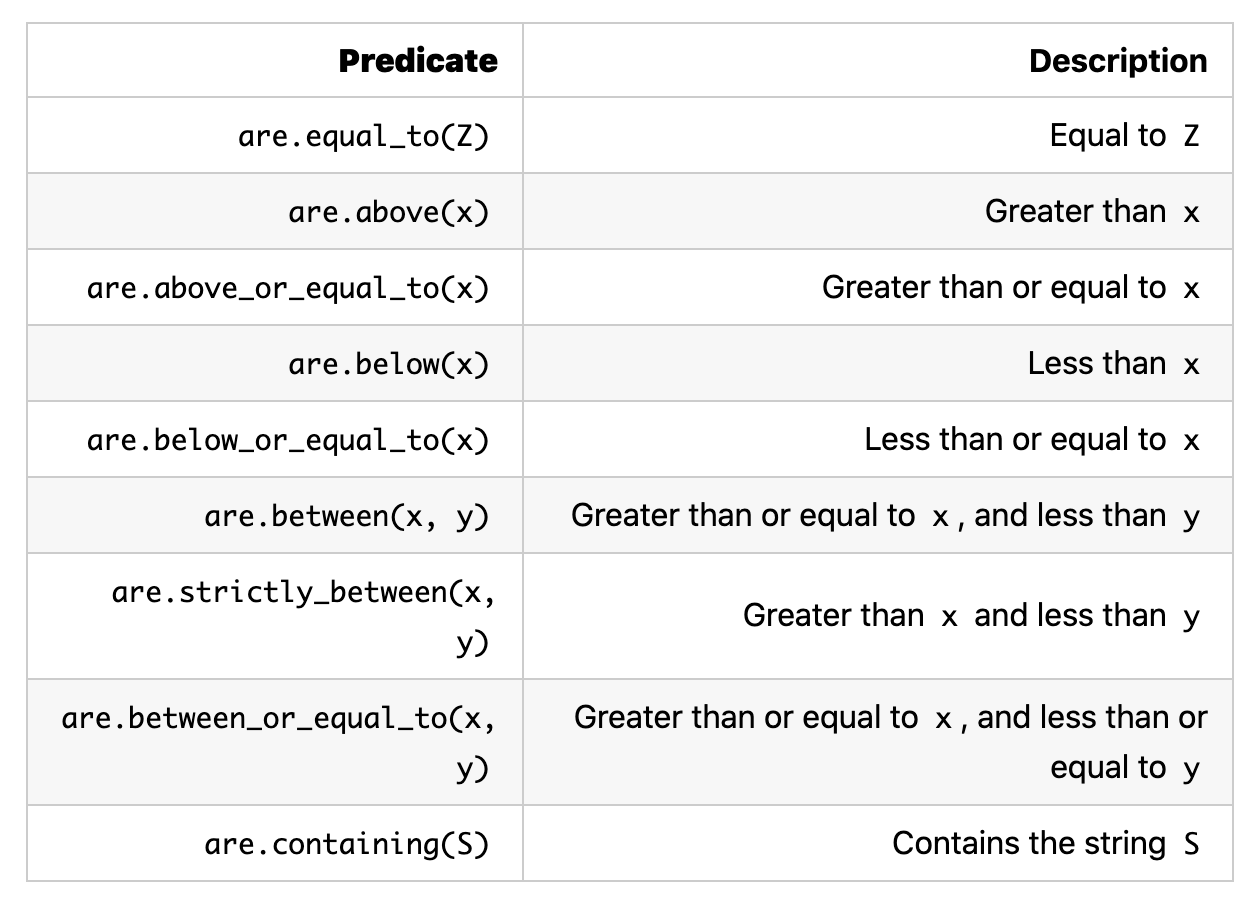 Predicate Description
are.equal_to(Z) Equal to Z
are.above(x) Greater than x
are.above_or_equal_to(x) Greater than or equal to x
are.below(x) Less than x
are.below_or_equal_to(x) Less than or equal to x
are.between(x, y) Greater than or equal to x , and less than y
are.strictly_between(x,
y)
Greater than x and less than y
are.between_or_equal_to(x,
y)
Greater than or equal to x , and less than or
equal to y
are.containing(S) Contains the string S